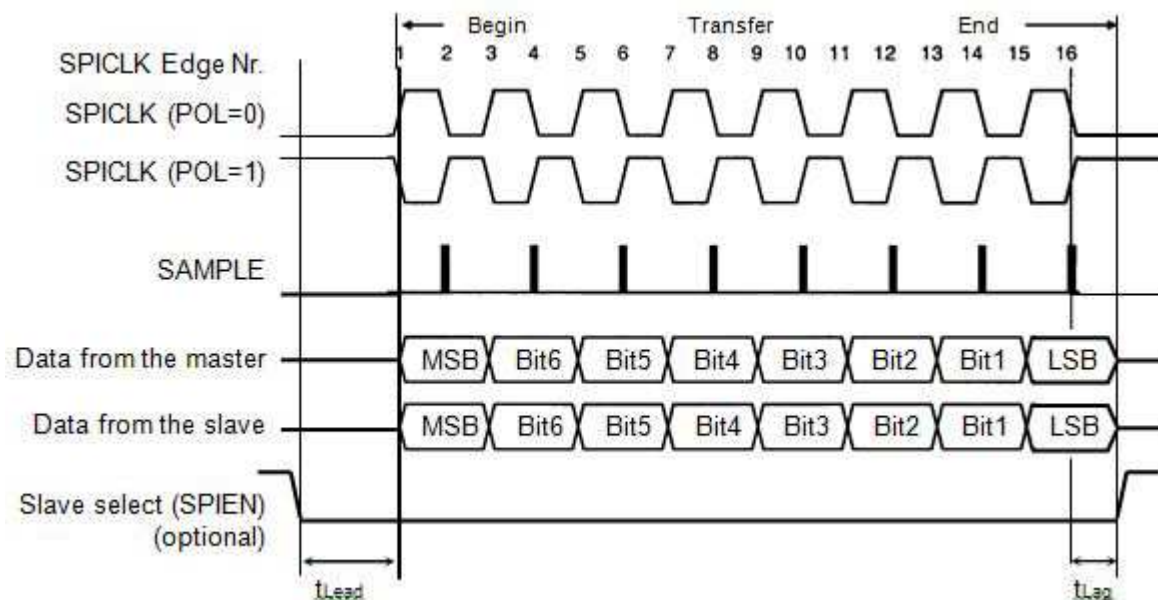 Begin Transfer End
SPICLK Edge Nr. 1 2 3 4 5 6 7 8 9 10 11 12 13 14 15 16
SPICLK (POL=0)
SPICLK (POL=1)
SAMPLE
Data from the master MSB Bit6 Bit5 Bit4 Bit3 Bit2 Bit1 LSB
Data from the slave MSB Bit6 Bit5 Bit4 Bit3 Bit2 Bit1 LSB
Slave select (SPIEN)
(optional)
tLead tLag